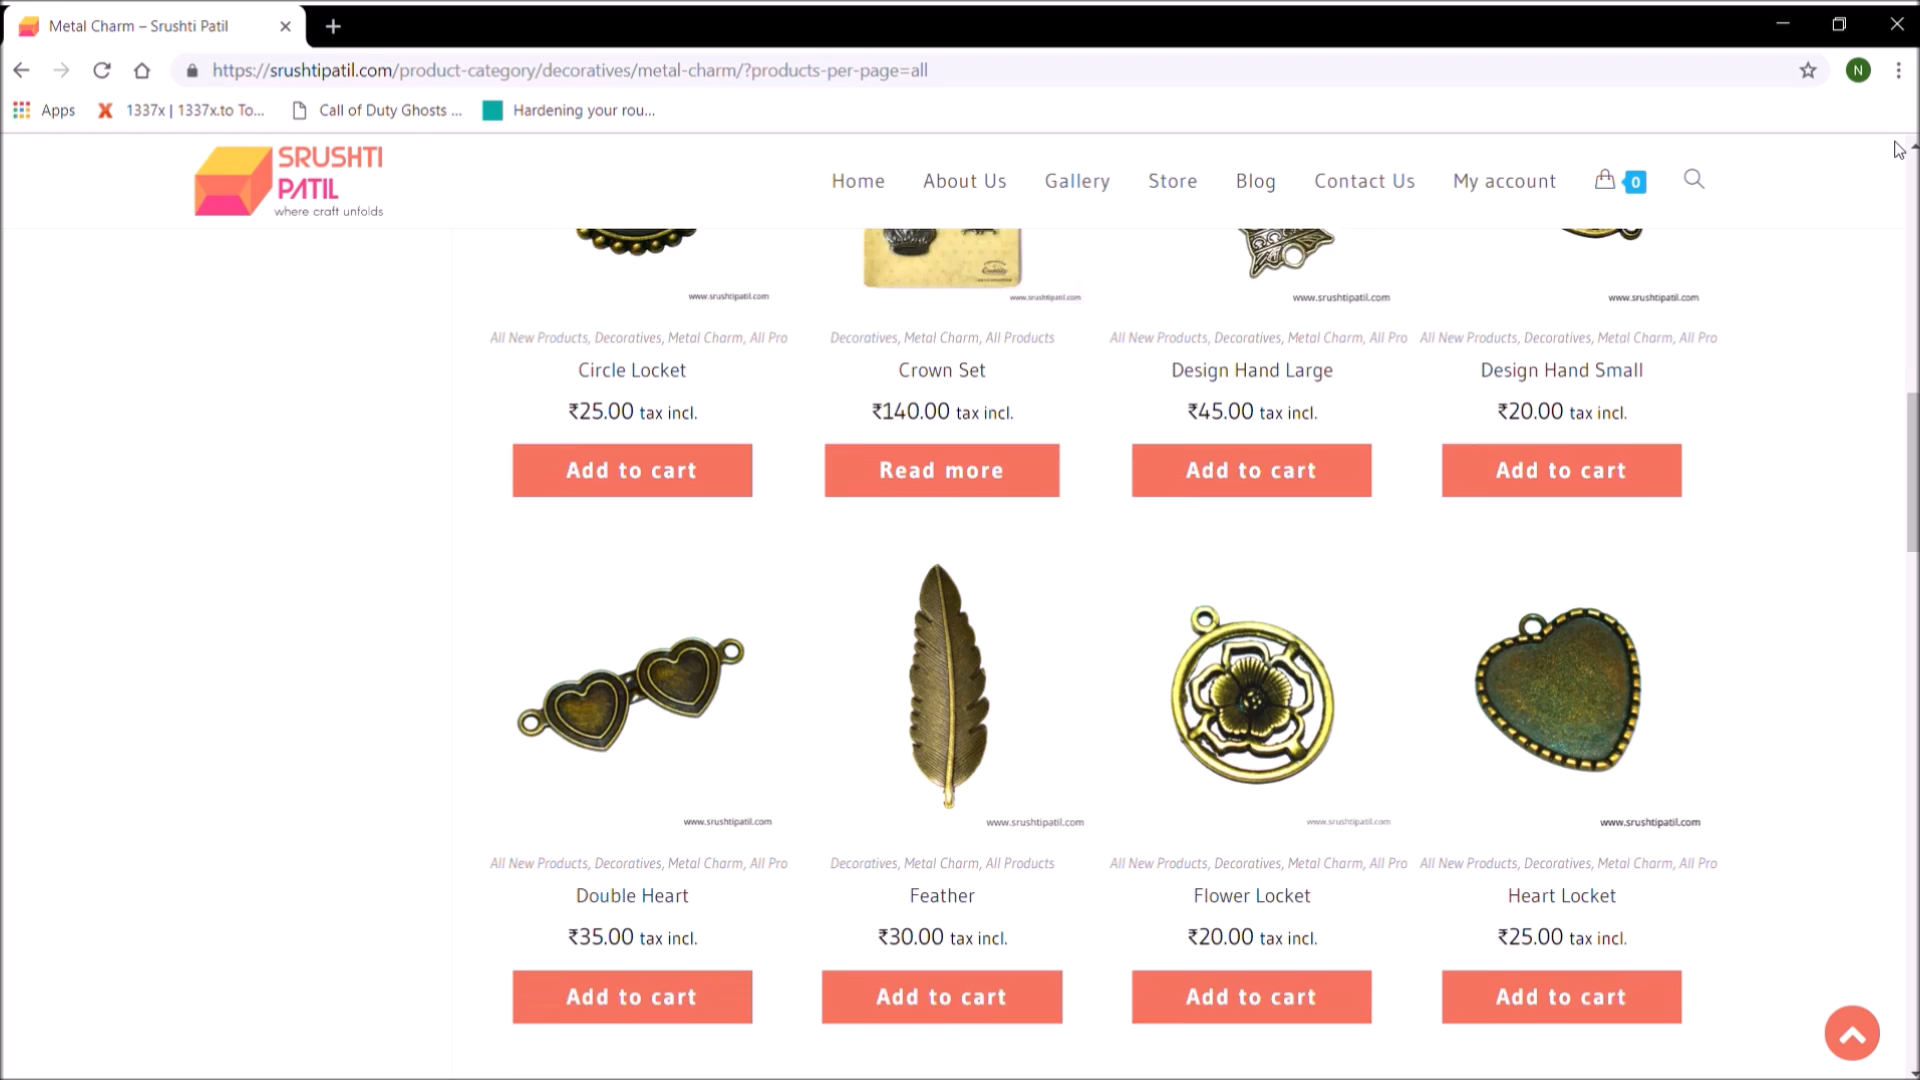 Metal Charm – Srushti Patil
https://srushtipatil.com/product-category/decoratives/metal-charm/?products-per-page=all
N
Apps
1337x | 1337x.to To...
Call of Duty Ghosts ...
Hardening your rou...
SRUSHTI
PATIL
where craft unfolds
Home
About Us
Gallery
Store
Blog
Contact Us
My account
0
www.srushtipatil.com
www.srushtipatil.com
www.srushtipatil.com
www.srushtipatil.com
All New Products, Decoratives, Metal Charm, All Pro
Decoratives, Metal Charm, All Products
All New Products, Decoratives, Metal Charm, All Pro
All New Products, Decoratives, Metal Charm, All Pro
Circle Locket
Crown Set
Design Hand Large
Design Hand Small
₹25.00 tax incl.
₹140.00 tax incl.
₹45.00 tax incl.
₹20.00 tax incl.
Add to cart
Read more
Add to cart
Add to cart
www.srushtipatil.com
www.srushtipatil.com
www.srushtipatil.com
www.srushtipatil.com
All New Products, Decoratives, Metal Charm, All Pro
Decoratives, Metal Charm, All Products
All New Products, Decoratives, Metal Charm, All Pro
All New Products, Decoratives, Metal Charm, All Pro
Double Heart
Feather
Flower Locket
Heart Locket
₹35.00 tax incl.
₹30.00 tax incl.
₹20.00 tax incl.
₹25.00 tax incl.
Add to cart
Add to cart
Add to cart
Add to cart